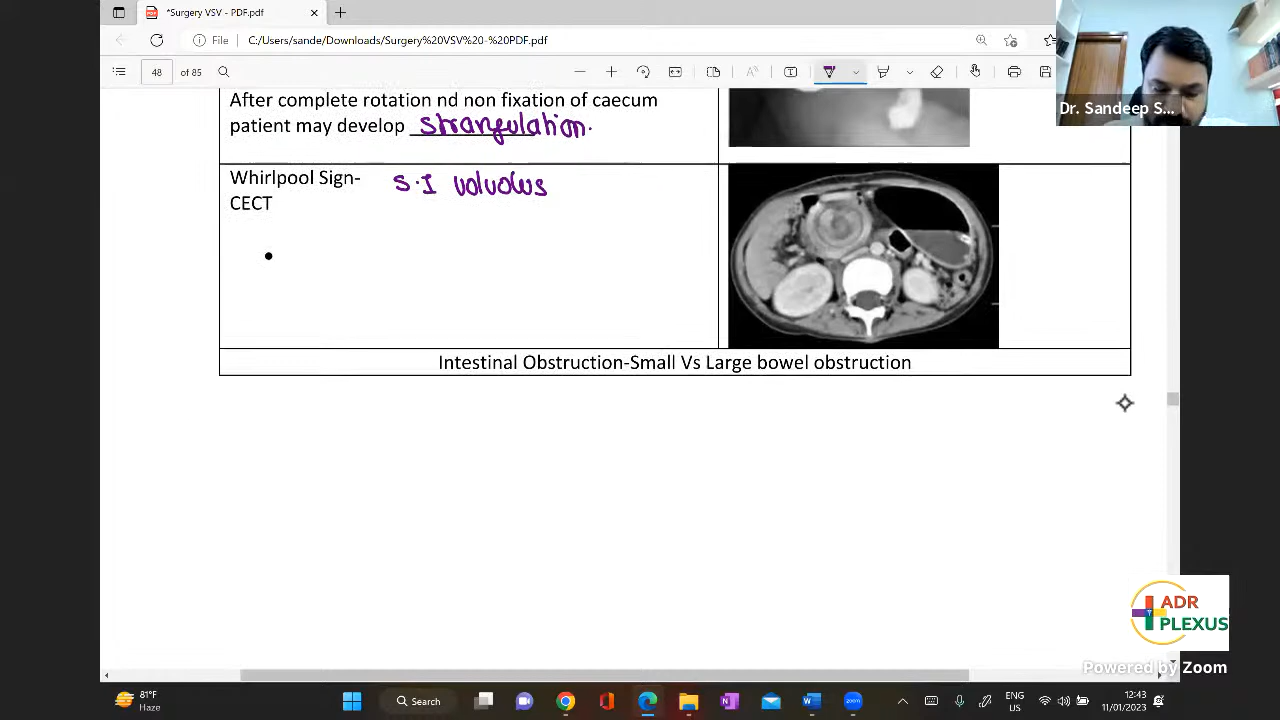 *Surgery VSV - PDF.pdf
File C:/Users/sande/Downloads/Surgery%20VSV%20-%20PDF.pdf
48 of 85
Dr. Sandeep S...
After complete rotation nd non fixation of caecum
patient may develop strangulation.
Whirlpool Sign- S.I volvolus
CECT
Intestinal Obstruction-Small Vs Large bowel obstruction
ADR
PLEXUS
Powered by Zoom
81°F
Haze
Search
ENG
US
12:43
11/01/2023